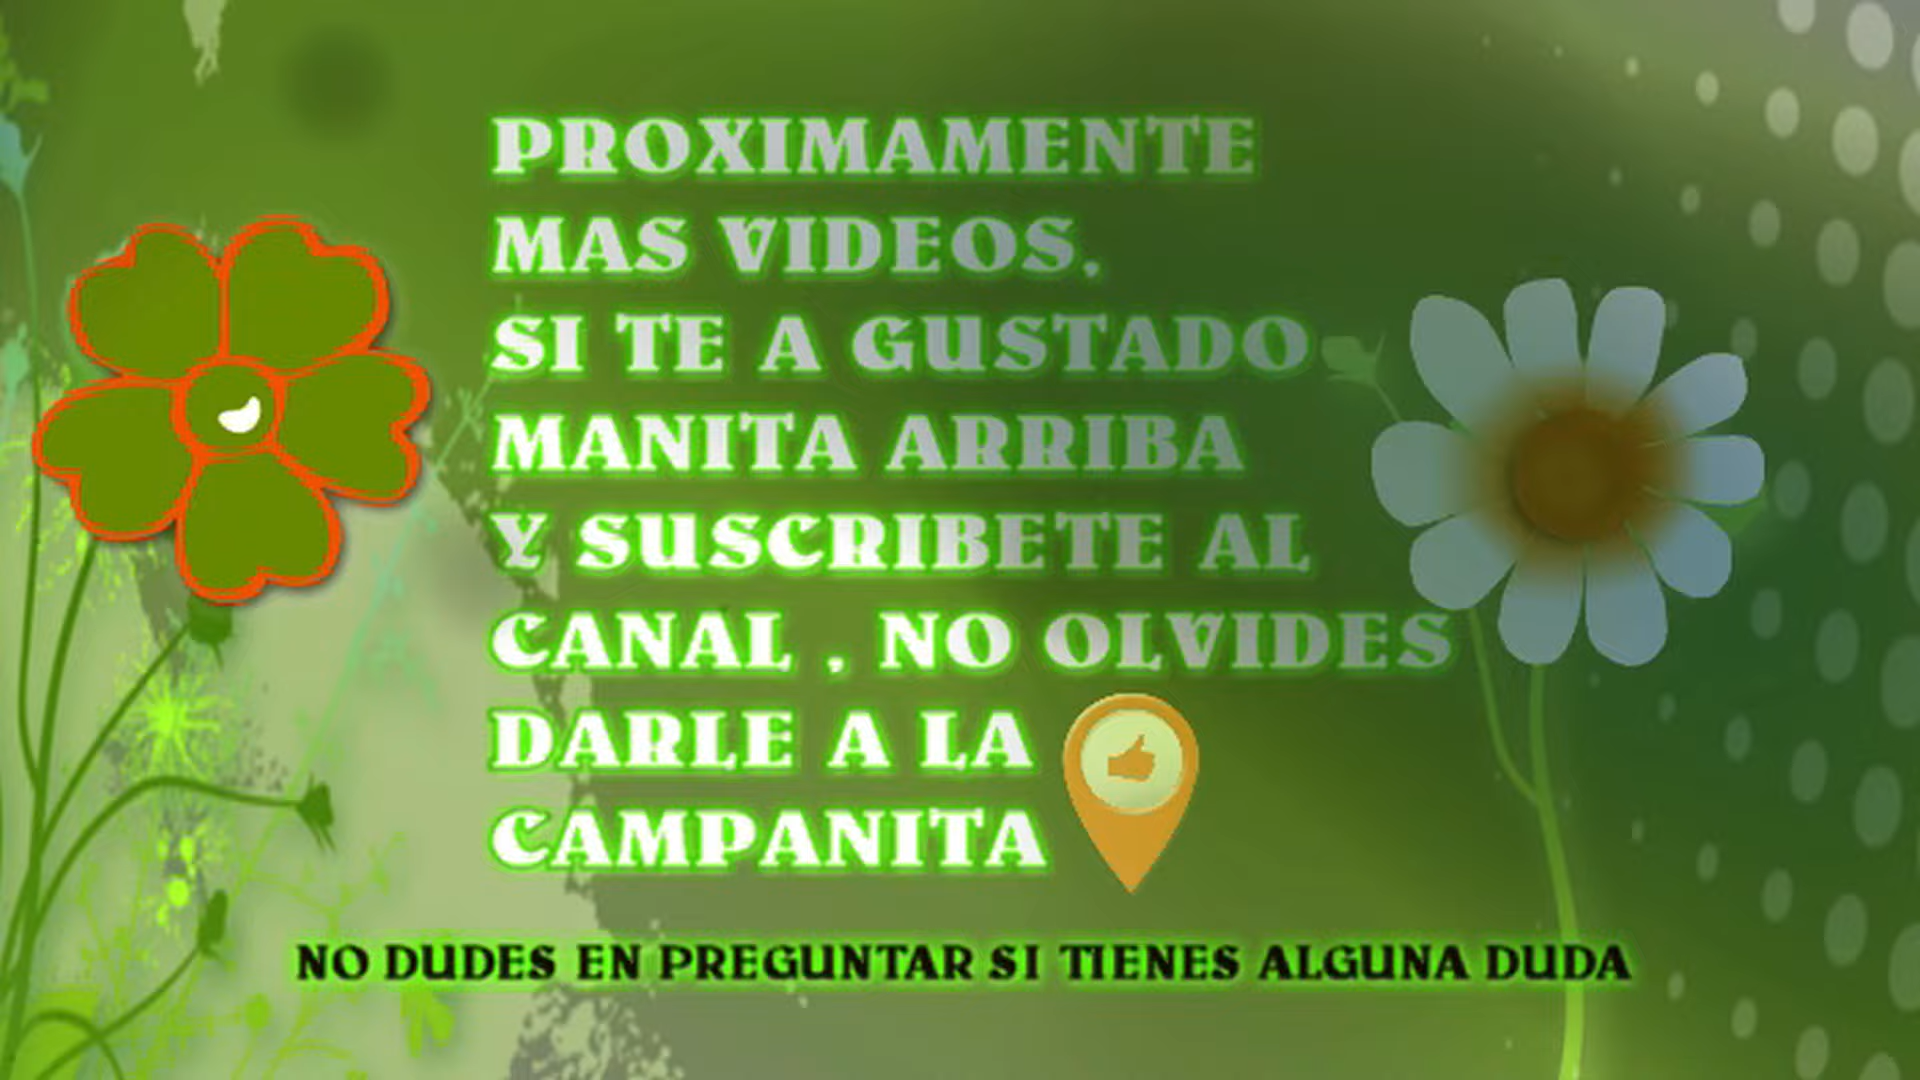 PROXIMAMENTE
MAS VIDEOS.
SI TE A GUSTADO
MANITA ARRIBA
Y SUSCRIBETE AL
CANAL , NO OLVIDES
DARLE A LA
CAMPANITA
NO DUDES EN PREGUNTAR SI TIENES ALGUNA DUDA